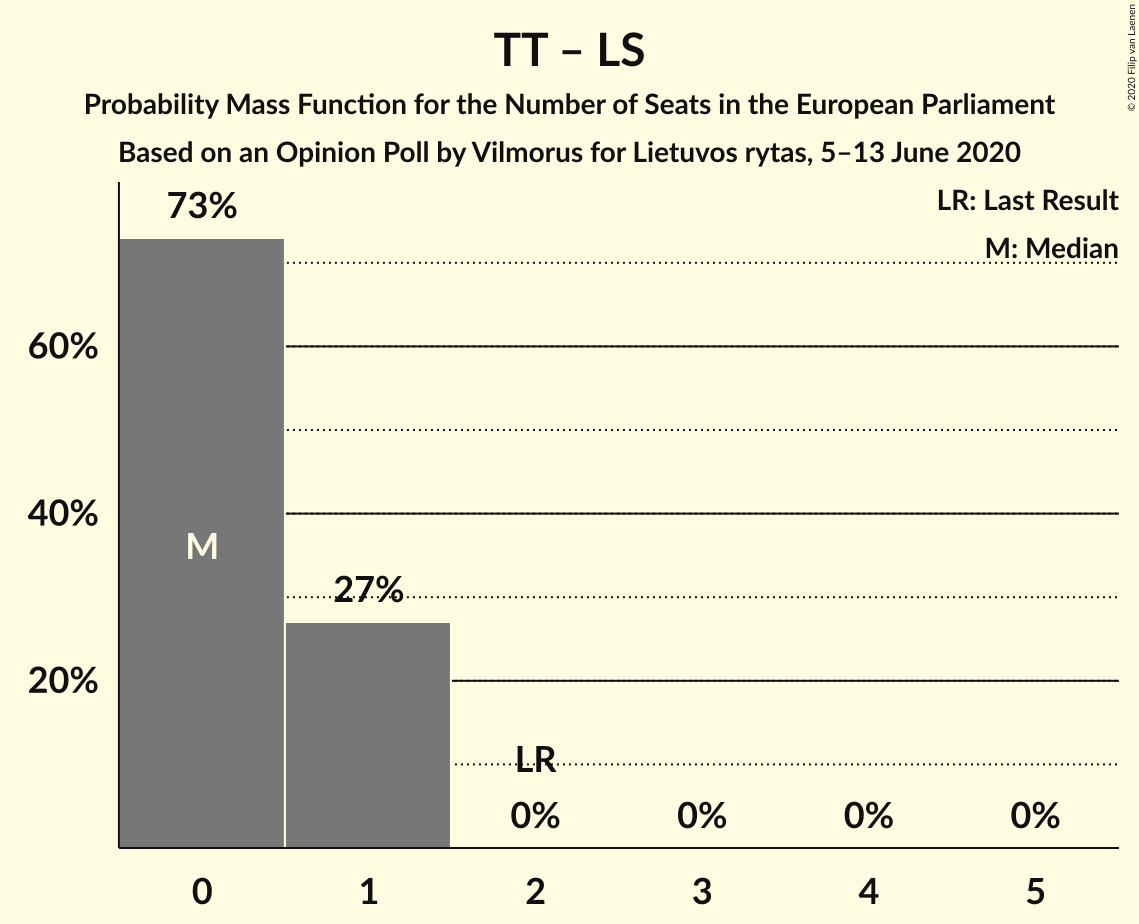 TT – LS
Probability Mass Function for the Number of Seats in the European Parliament
Based on an Opinion Poll by Vilmorus for Lietuvos rytas, 5–13 June 2020
© 2020 Filip van Laenen
LR: Last Result
M: Median
73%
60%
40%
20%
M
27%
LR
0%
0%
0%
0%
0 1 2 3 4 5